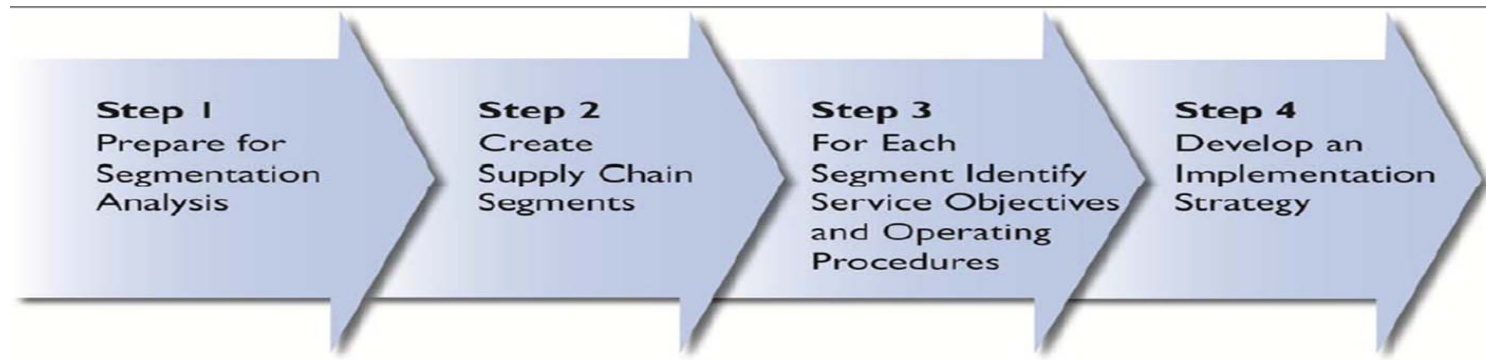 Step 1
Prepare for
Segmentation
Analysis
Step 2
Create
Supply Chain
Segments
Step 3
For Each
Segment Identify
Service Objectives
and Operating
Procedures
Step 4
Develop an
Implementation
Strategy